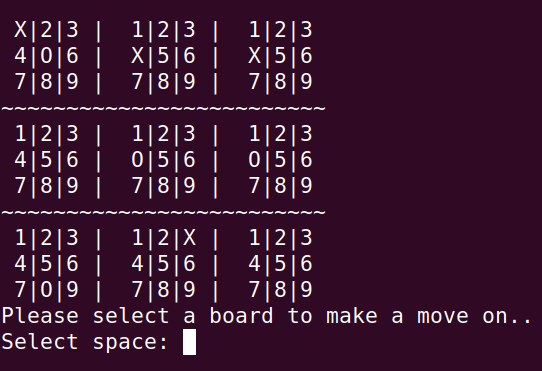 X|2|3 |  1|2|3 |  1|2|3
4|O|6 |  X|5|6 |  X|5|6
7|8|9 |  7|8|9 |  7|8|9
~~~~~~~~~~~~~~~~~~~~~~~~~
1|2|3 |  1|2|3 |  1|2|3
4|5|6 |  O|5|6 |  O|5|6
7|8|9 |  7|8|9 |  7|8|9
~~~~~~~~~~~~~~~~~~~~~~~~~
1|2|3 |  1|2|X |  1|2|3
4|5|6 |  4|5|6 |  4|5|6
7|O|9 |  7|8|9 |  7|8|9
Please select a board to make a move on..
Select space: